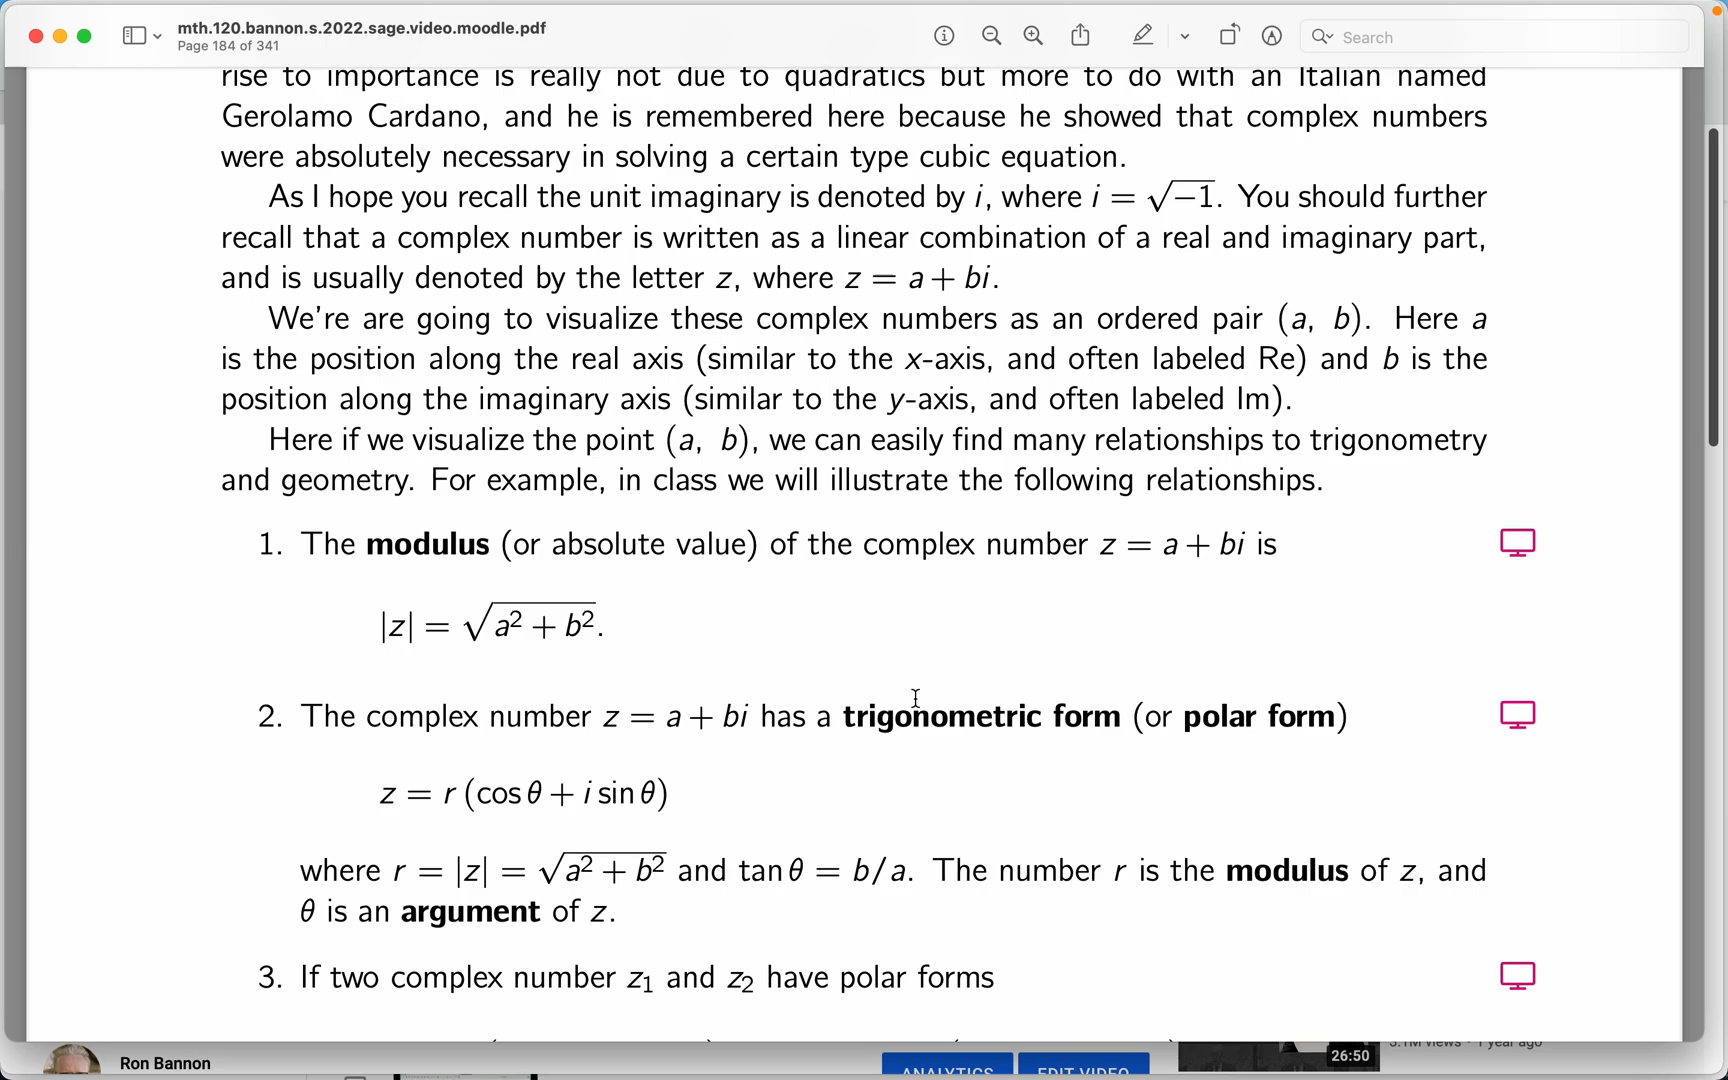 mth.120.bannon.s.2022.sage.video.moodle.pdf
Page 184 of 341
Search
rise to importance is really not due to quadratics but more to do with an Italian named
Gerolamo Cardano, and he is remembered here because he showed that complex numbers
were absolutely necessary in solving a certain type cubic equation.
As I hope you recall the unit imaginary is denoted by i, where i = √−1. You should further
recall that a complex number is written as a linear combination of a real and imaginary part,
and is usually denoted by the letter z, where z = a + bi.
We're are going to visualize these complex numbers as an ordered pair (a, b). Here a
is the position along the real axis (similar to the x-axis, and often labeled Re) and b is the
position along the imaginary axis (similar to the y-axis, and often labeled Im).
Here if we visualize the point (a, b), we can easily find many relationships to trigonometry
and geometry. For example, in class we will illustrate the following relationships.
1. The modulus (or absolute value) of the complex number z = a + bi is
|z| = √a² + b².
2. The complex number z = a + bi has a trigonometric form (or polar form)
z = r (cos θ + i sin θ)
where r = |z| = √a² + b² and tan θ = b/a. The number r is the modulus of z, and
θ is an argument of z.
3. If two complex number z₁ and z₂ have polar forms
Ron Bannon
ANALYTICS
EDIT VIDEO
26:50
3.1M views · 1 year ago